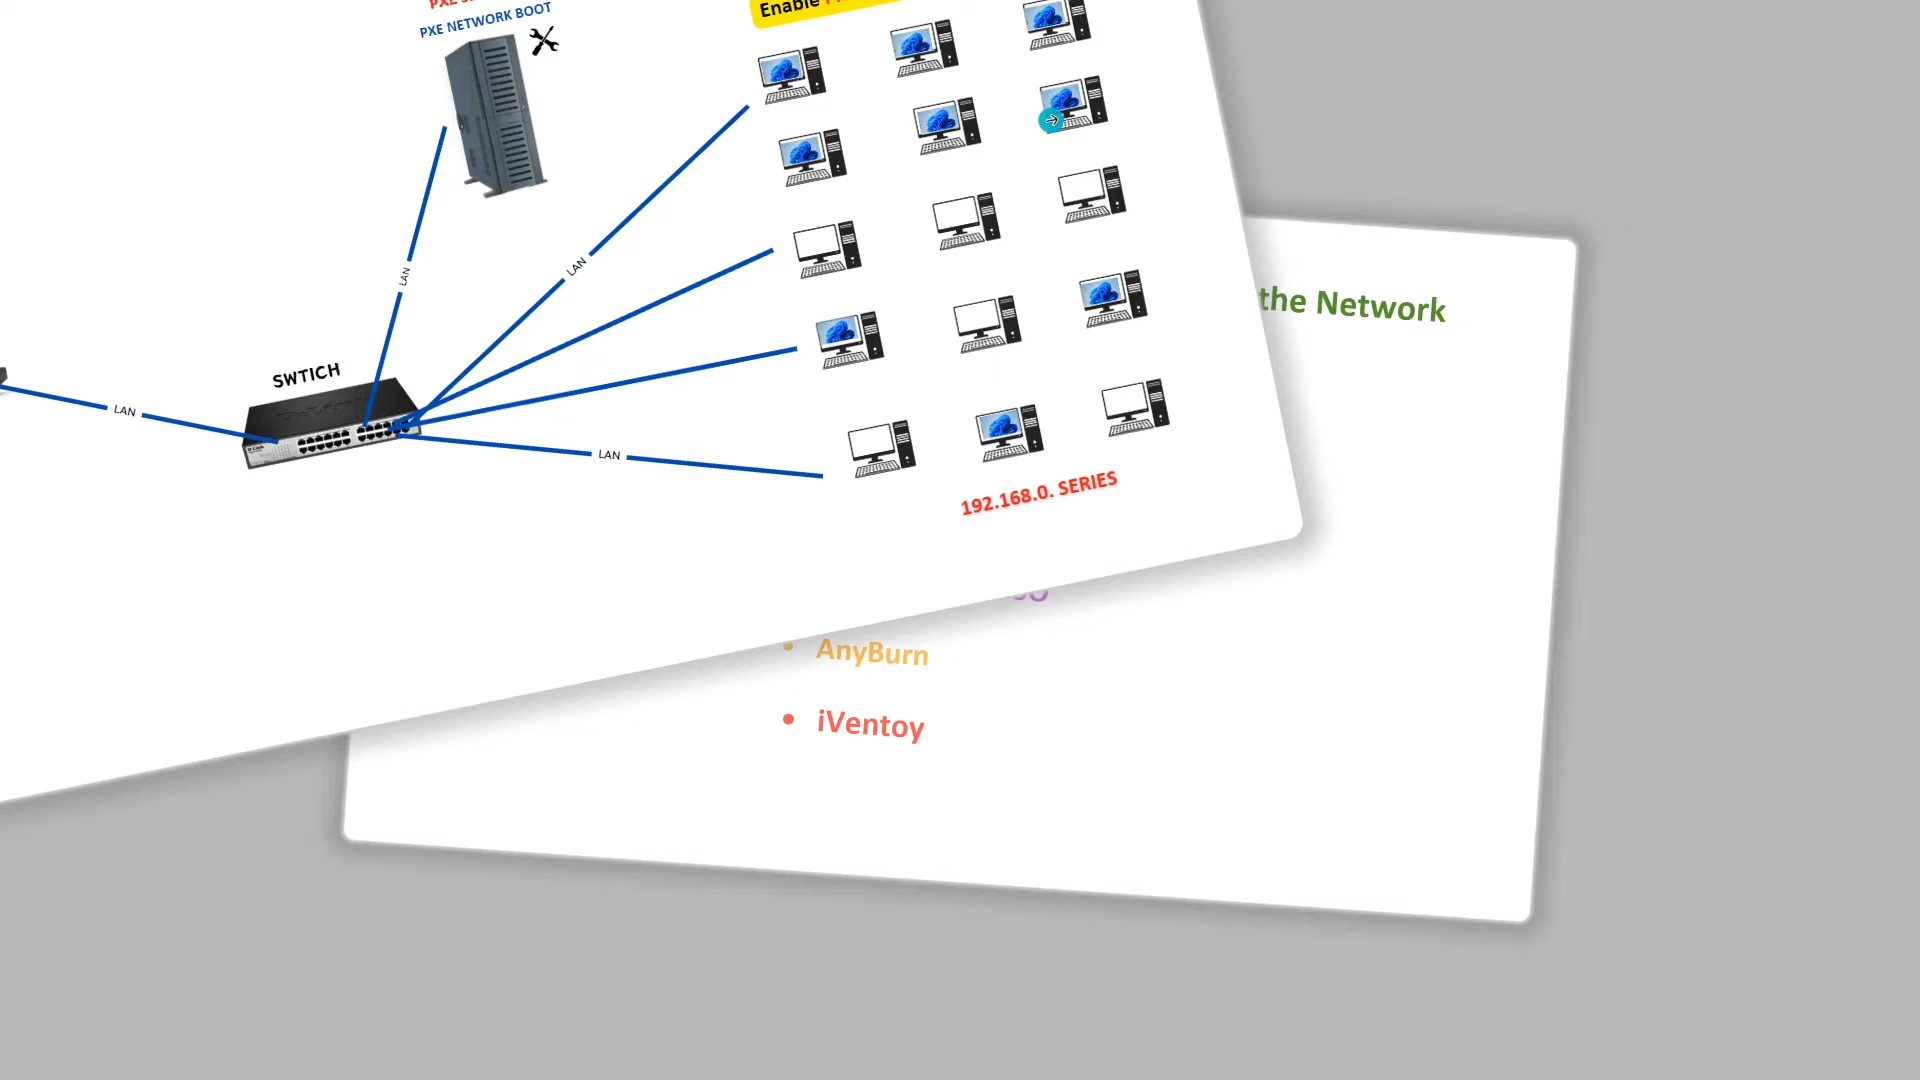 PXE NETWORK BOOT
Enable
LAN
LAN
SWTICH
LAN
LAN
192.168.0. SERIES
the Network
AnyBurn
iVentoy